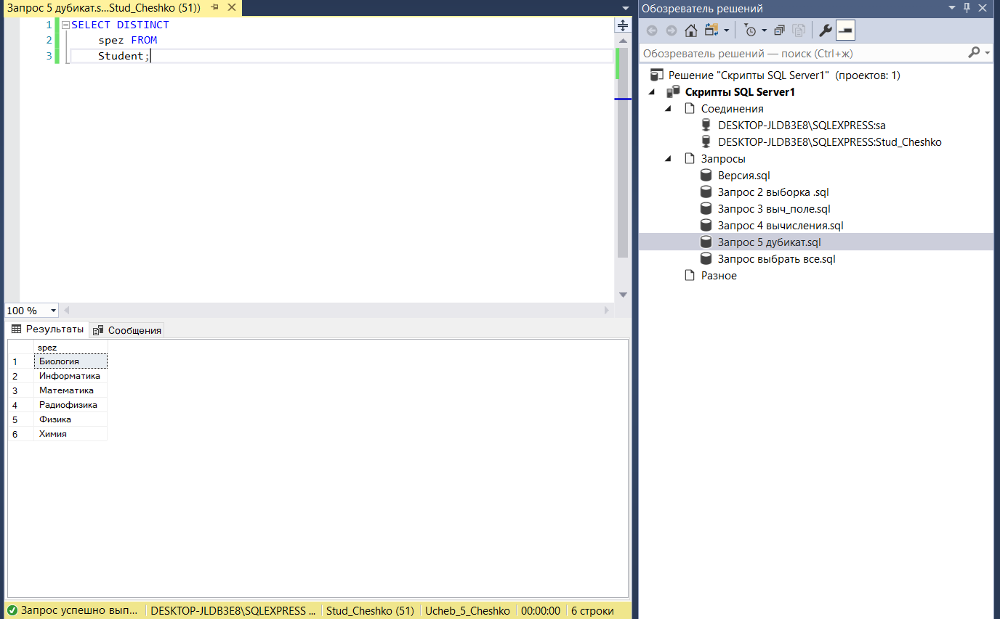 Запрос 5 дубикат.s...Stud_Cheshko (51))
1 SELECT DISTINCT
2 spez FROM
3 Student;
100 %
Результаты Сообщения
spez
1 Биология
2 Информатика
3 Математика
4 Радиофизика
5 Физика
6 Химия
Запрос успешно вып... DESKTOP-JLDB3E8\SQLEXPRESS ... Stud_Cheshko (51) Ucheb_5_Cheshko 00:00:00 6 строки
Обозреватель решений
Обозреватель решений — поиск (Ctrl+ж)
Решение "Скрипты SQL Server1" (проектов: 1)
Скрипты SQL Server1
Соединения
DESKTOP-JLDB3E8\SQLEXPRESS:sa
DESKTOP-JLDB3E8\SQLEXPRESS:Stud_Cheshko
Запросы
Версия.sql
Запрос 2 выборка .sql
Запрос 3 выч_поле.sql
Запрос 4 вычисления.sql
Запрос 5 дубикат.sql
Запрос выбрать все.sql
Разное